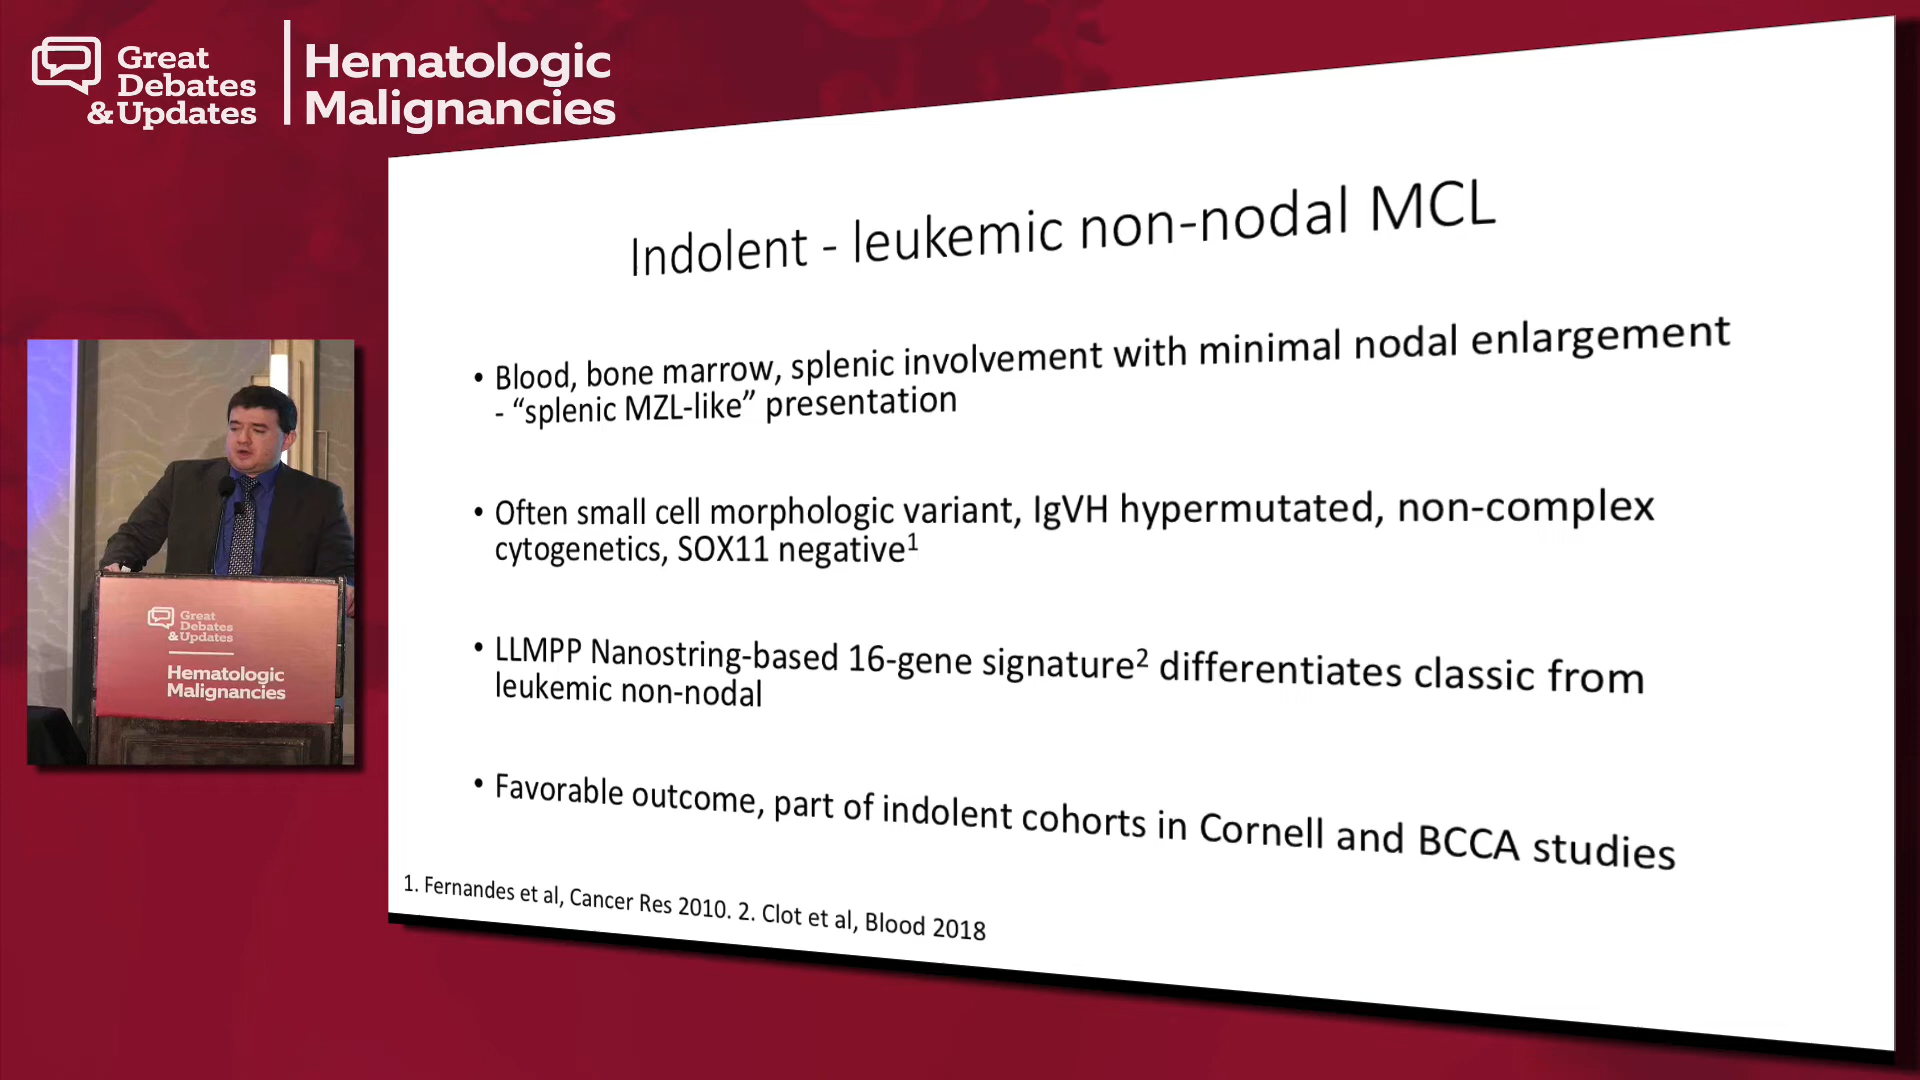 Great
Debates
& Updates
Hematologic
Malignancies
Indolent - leukemic non-nodal MCL
• Blood, bone marrow, splenic involvement with minimal nodal enlargement
- “splenic MZL-like” presentation
• Often small cell morphologic variant, IgVH hypermutated, non-complex
cytogenetics, SOX11 negative¹
• LLMPP Nanostring-based 16-gene signature² differentiates classic from
leukemic non-nodal
• Favorable outcome, part of indolent cohorts in Cornell and BCCA studies
1. Fernandes et al, Cancer Res 2010. 2. Clot et al, Blood 2018
Great
Debates
& Updates
Hematologic
Malignancies